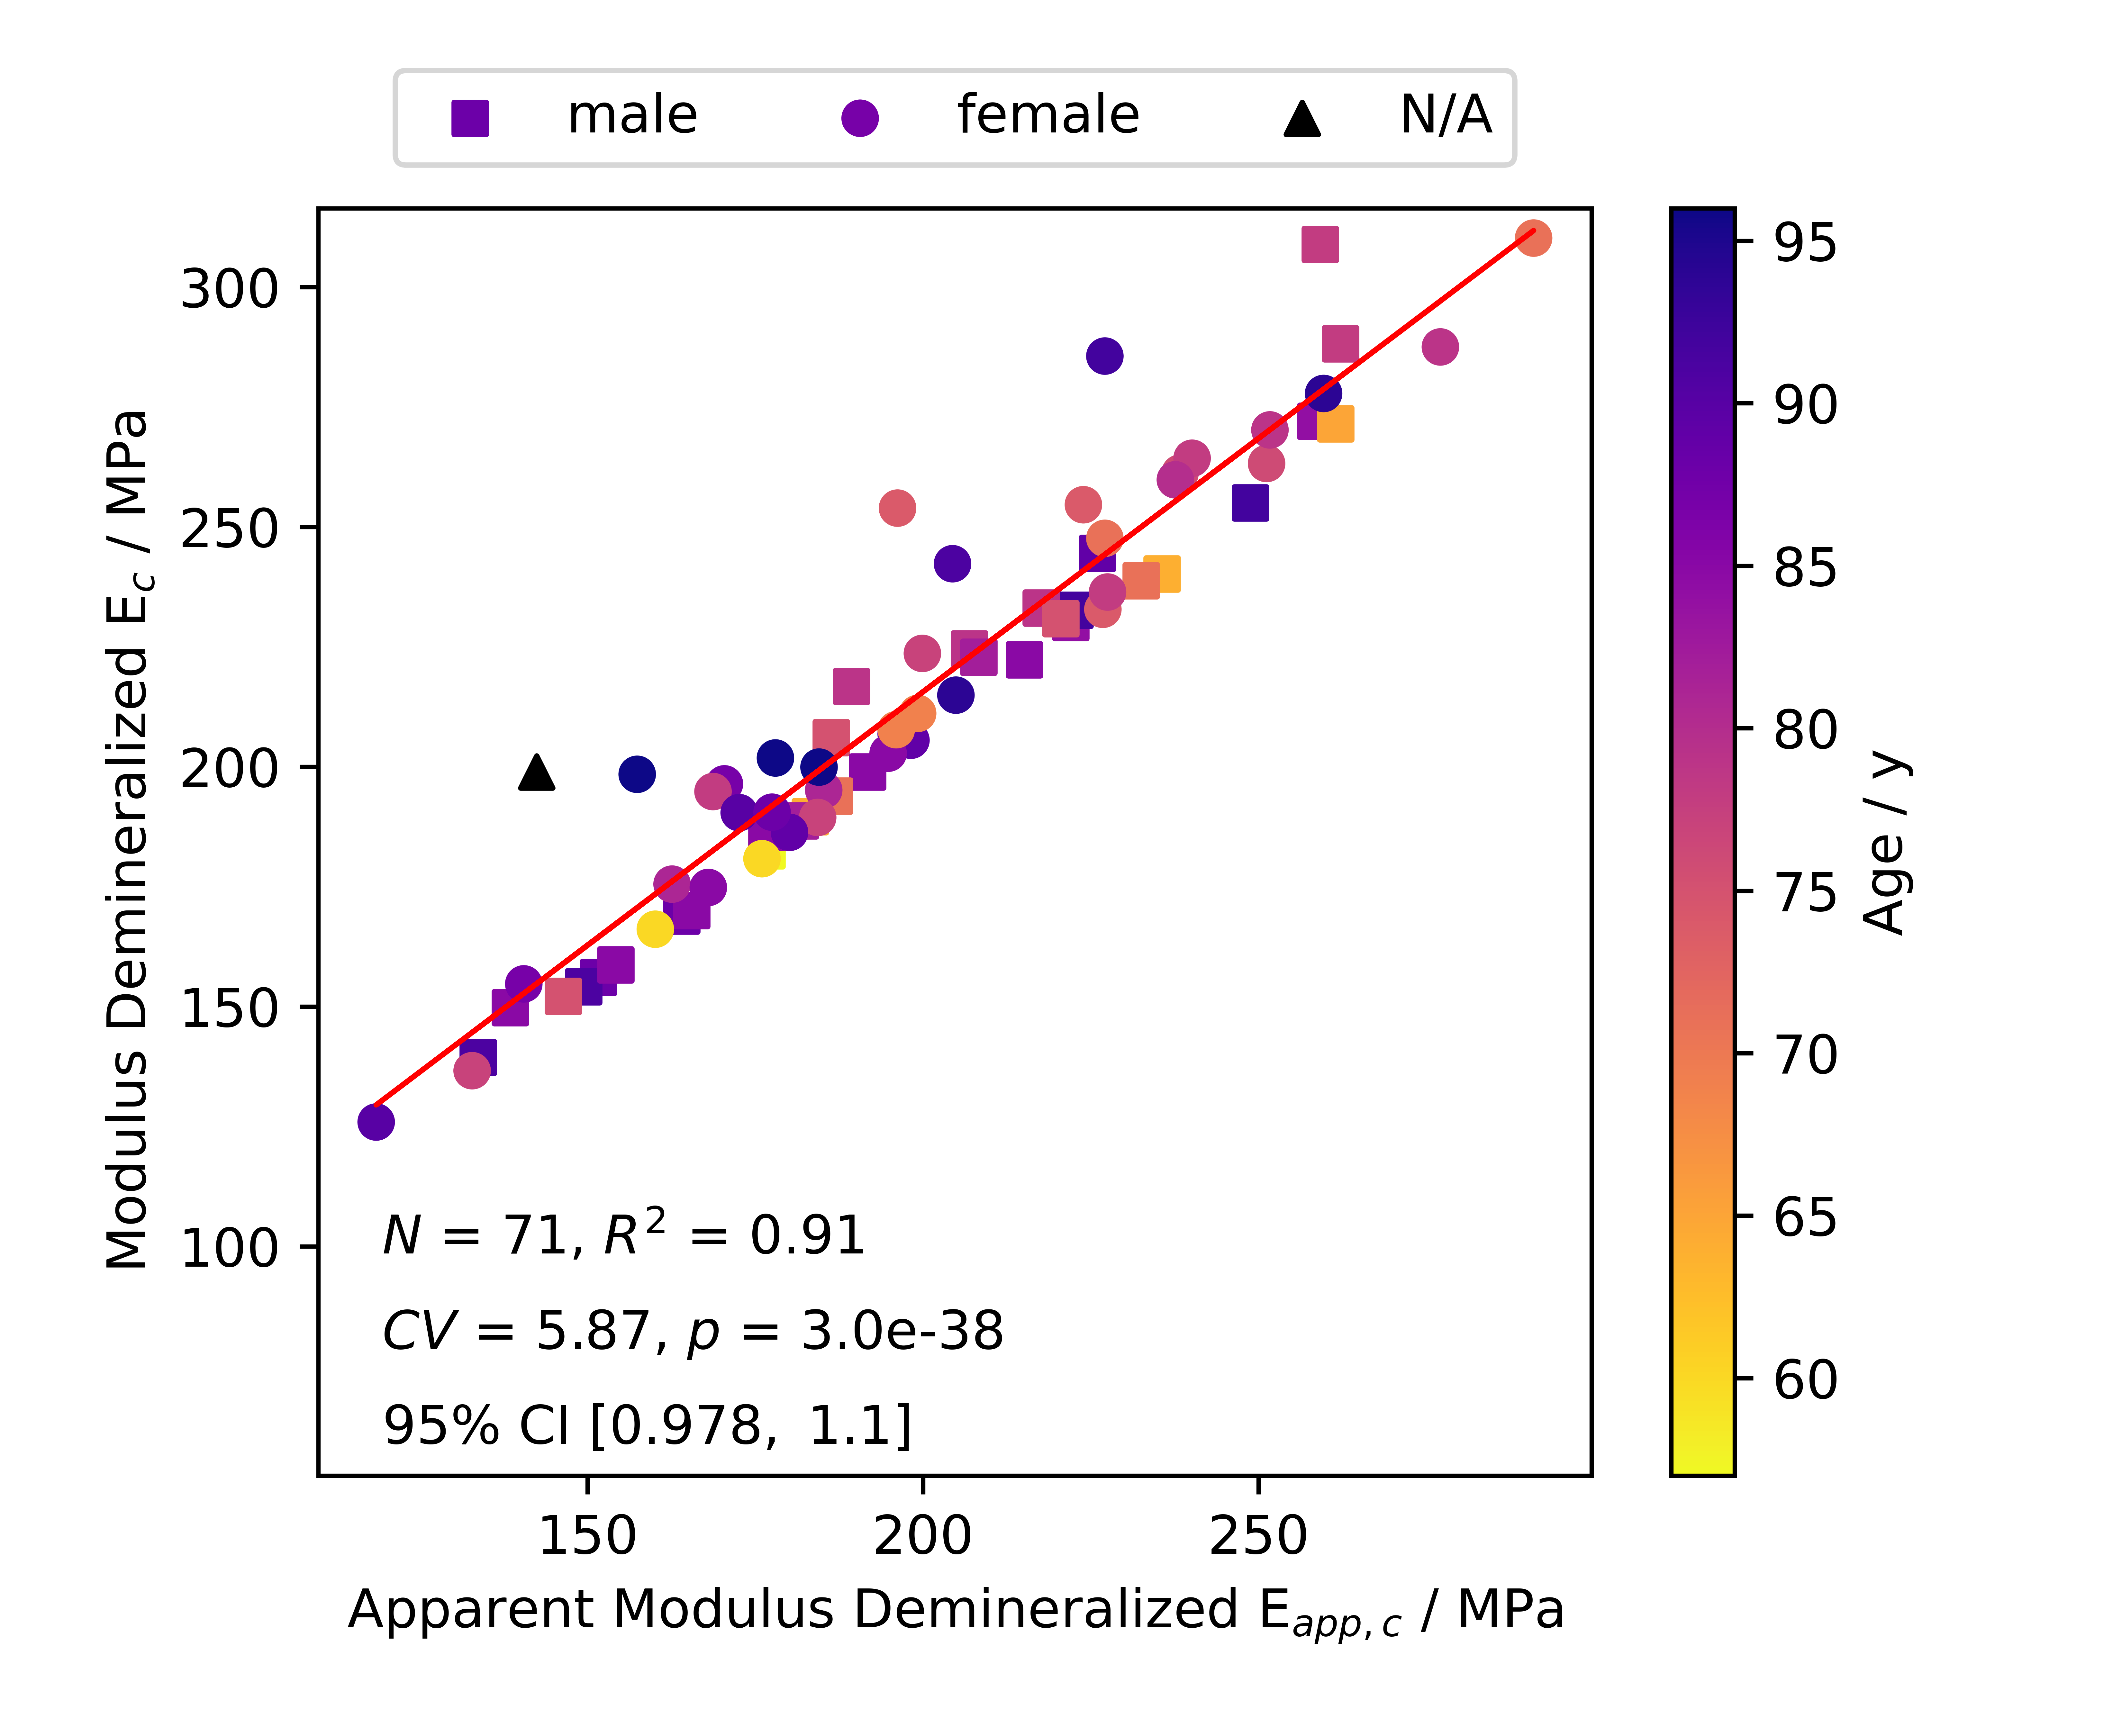 male female N/A
300
250
200
150
100
Modulus Demineralized E_c / MPa
N = 71, R² = 0.91
CV = 5.87, p = 3.0e-38
95% CI [0.978, 1.1]
150 200 250
Apparent Modulus Demineralized E_app,c / MPa
95
90
85
80
75
70
65
60
Age / y